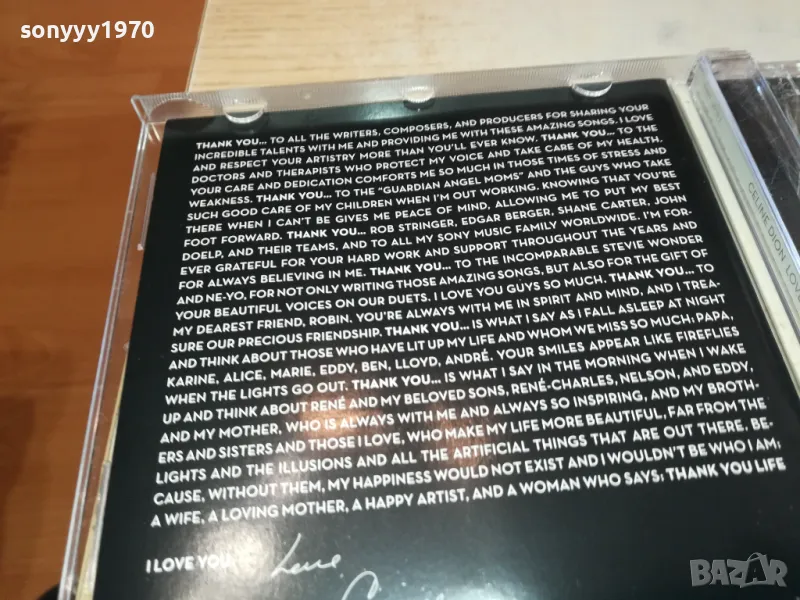 sonyyy1970
THANK YOU... TO ALL THE WRITERS, COMPOSERS, AND PRODUCERS FOR SHARING YOUR
INCREDIBLE TALENTS WITH ME AND PROVIDING ME WITH THESE AMAZING SONGS. I LOVE
AND RESPECT YOUR ARTISTRY MORE THAN YOU'LL EVER KNOW. THANK YOU... TO THE
DOCTORS AND THERAPISTS WHO PROTECT MY VOICE AND TAKE CARE OF MY HEALTH.
YOUR CARE AND DEDICATION COMFORTS ME SO MUCH IN THOSE TIMES OF STRESS AND
WEAKNESS. THANK YOU... TO THE "GUARDIAN ANGEL MOMS" AND THE GUYS WHO TAKE
SUCH GOOD CARE OF MY CHILDREN WHEN I'M OUT WORKING. KNOWING THAT YOU'RE
THERE WHEN I CAN'T BE GIVES ME PEACE OF MIND, ALLOWING ME TO PUT MY BEST
FOOT FORWARD. THANK YOU... ROB STRINGER, EDGAR BERGER, SHANE CARTER, JOHN
DOELP, AND THEIR TEAMS, AND TO ALL MY SONY MUSIC FAMILY WORLDWIDE. I'M FOR-
EVER GRATEFUL FOR YOUR HARD WORK AND SUPPORT THROUGHOUT THE YEARS AND
FOR ALWAYS BELIEVING IN ME. THANK YOU... TO THE INCOMPARABLE STEVIE WONDER
AND NE-YO, FOR NOT ONLY WRITING THOSE AMAZING SONGS, BUT ALSO FOR THE GIFT OF
YOUR BEAUTIFUL VOICES ON OUR DUETS. I LOVE YOU GUYS SO MUCH. THANK YOU... TO
MY DEAREST FRIEND, ROBIN. YOU'RE ALWAYS WITH ME IN SPIRIT AND MIND, AND I TREA-
SURE OUR PRECIOUS FRIENDSHIP. THANK YOU... IS WHAT I SAY AS I FALL ASLEEP AT NIGHT
AND THINK ABOUT THOSE WHO HAVE LIT UP MY LIFE AND WHOM WE MISS SO MUCH: PAPA,
KARINE, ALICE, MARIE, EDDY, BEN, LLOYD, ANDRÉ. YOUR SMILES APPEAR LIKE FIREFLIES
WHEN THE LIGHTS GO OUT. THANK YOU... IS WHAT I SAY IN THE MORNING WHEN I WAKE
UP AND THINK ABOUT RENÉ AND MY BELOVED SONS, RENÉ-CHARLES, NELSON, AND EDDY,
AND MY MOTHER, WHO IS ALWAYS WITH ME AND ALWAYS SO INSPIRING, AND MY BROTH-
ERS AND SISTERS AND THOSE I LOVE, WHO MAKE MY LIFE MORE BEAUTIFUL, FAR FROM THE
LIGHTS AND THE ILLUSIONS AND ALL THE ARTIFICIAL THINGS THAT ARE OUT THERE. BE-
CAUSE, WITHOUT THEM, MY HAPPINESS WOULD NOT EXIST AND I WOULDN'T BE WHO I AM:
A WIFE, A LOVING MOTHER, A HAPPY ARTIST, AND A WOMAN WHO SAYS: THANK YOU LIFE
I LOVE YOU
Love
CELINE DION
BAZAR